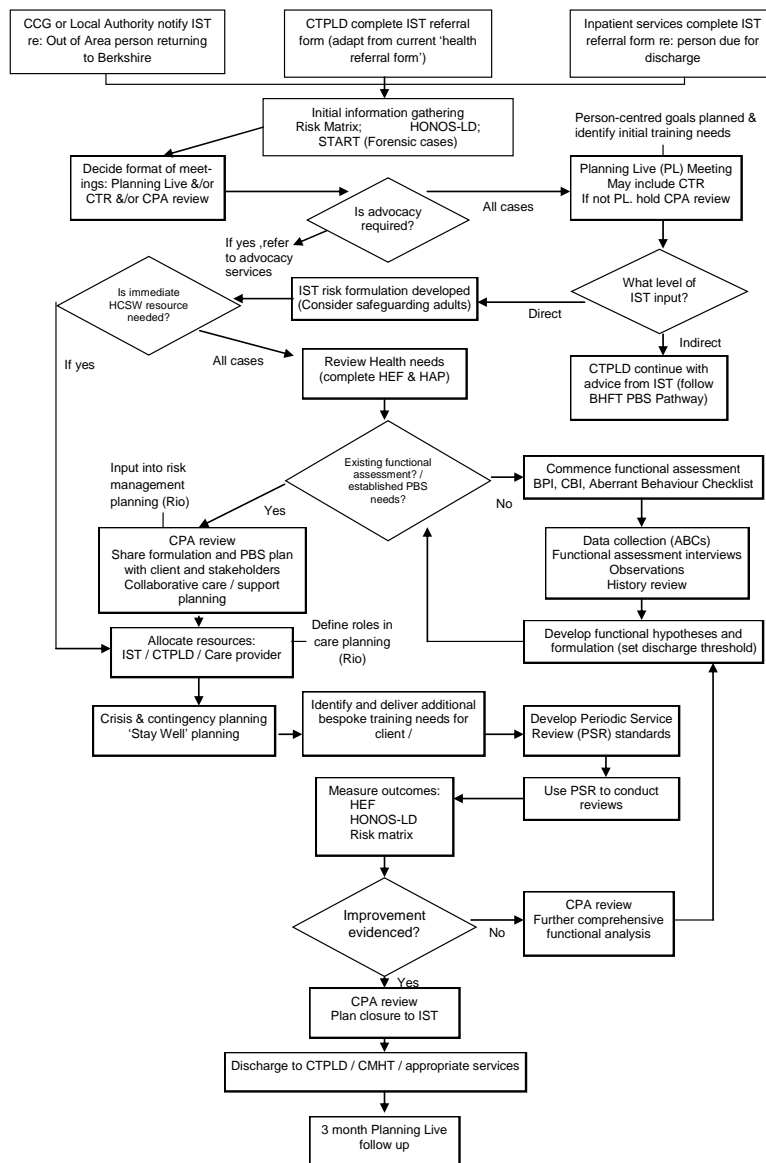 CCG or Local Authority notify IST
re: Out of Area person returning
to Berkshire
CTPLD complete IST referral
form (adapt from current ‘health
referral form’)
Inpatient services complete IST
referral form re: person due for
discharge
Initial information gathering
Risk Matrix; HONOS-LD;
START (Forensic cases)
Person-centred goals planned &
identify initial training needs
Decide format of meet-
ings: Planning Live &/or
CTR &/or CPA review
Is advocacy
required?
All cases
Planning Live (PL) Meeting
May include CTR
If not PL. hold CPA review
If yes ,refer
to advocacy
services
What level of
IST input?
Direct
Indirect
IST risk formulation developed
(Consider safeguarding adults)
Is immediate
HCSW resource
needed?
If yes
All cases
CTPLD continue with
advice from IST (follow
BHFT PBS Pathway)
Review Health needs
(complete HEF & HAP)
Existing functional
assessment? /
established PBS
needs?
No
Yes
Commence functional assessment
BPI, CBI, Aberrant Behaviour Checklist
Input into risk
management
planning (Rio)
CPA review
Share formulation and PBS plan
with client and stakeholders
Collaborative care / support
planning
Data collection (ABCs)
Functional assessment interviews
Observations
History review
Develop functional hypotheses and
formulation (set discharge threshold)
Allocate resources:
IST / CTPLD / Care provider
Define roles in
care planning
(Rio)
Crisis & contingency planning
‘Stay Well’ planning
Identify and deliver additional
bespoke training needs for
client /
Develop Periodic Service
Review (PSR) standards
Use PSR to conduct
reviews
Measure outcomes:
HEF
HONOS-LD
Risk matrix
Improvement
evidenced?
No
CPA review
Further comprehensive
functional analysis
Yes
CPA review
Plan closure to IST
Discharge to CTPLD / CMHT / appropriate services
3 month Planning Live
follow up